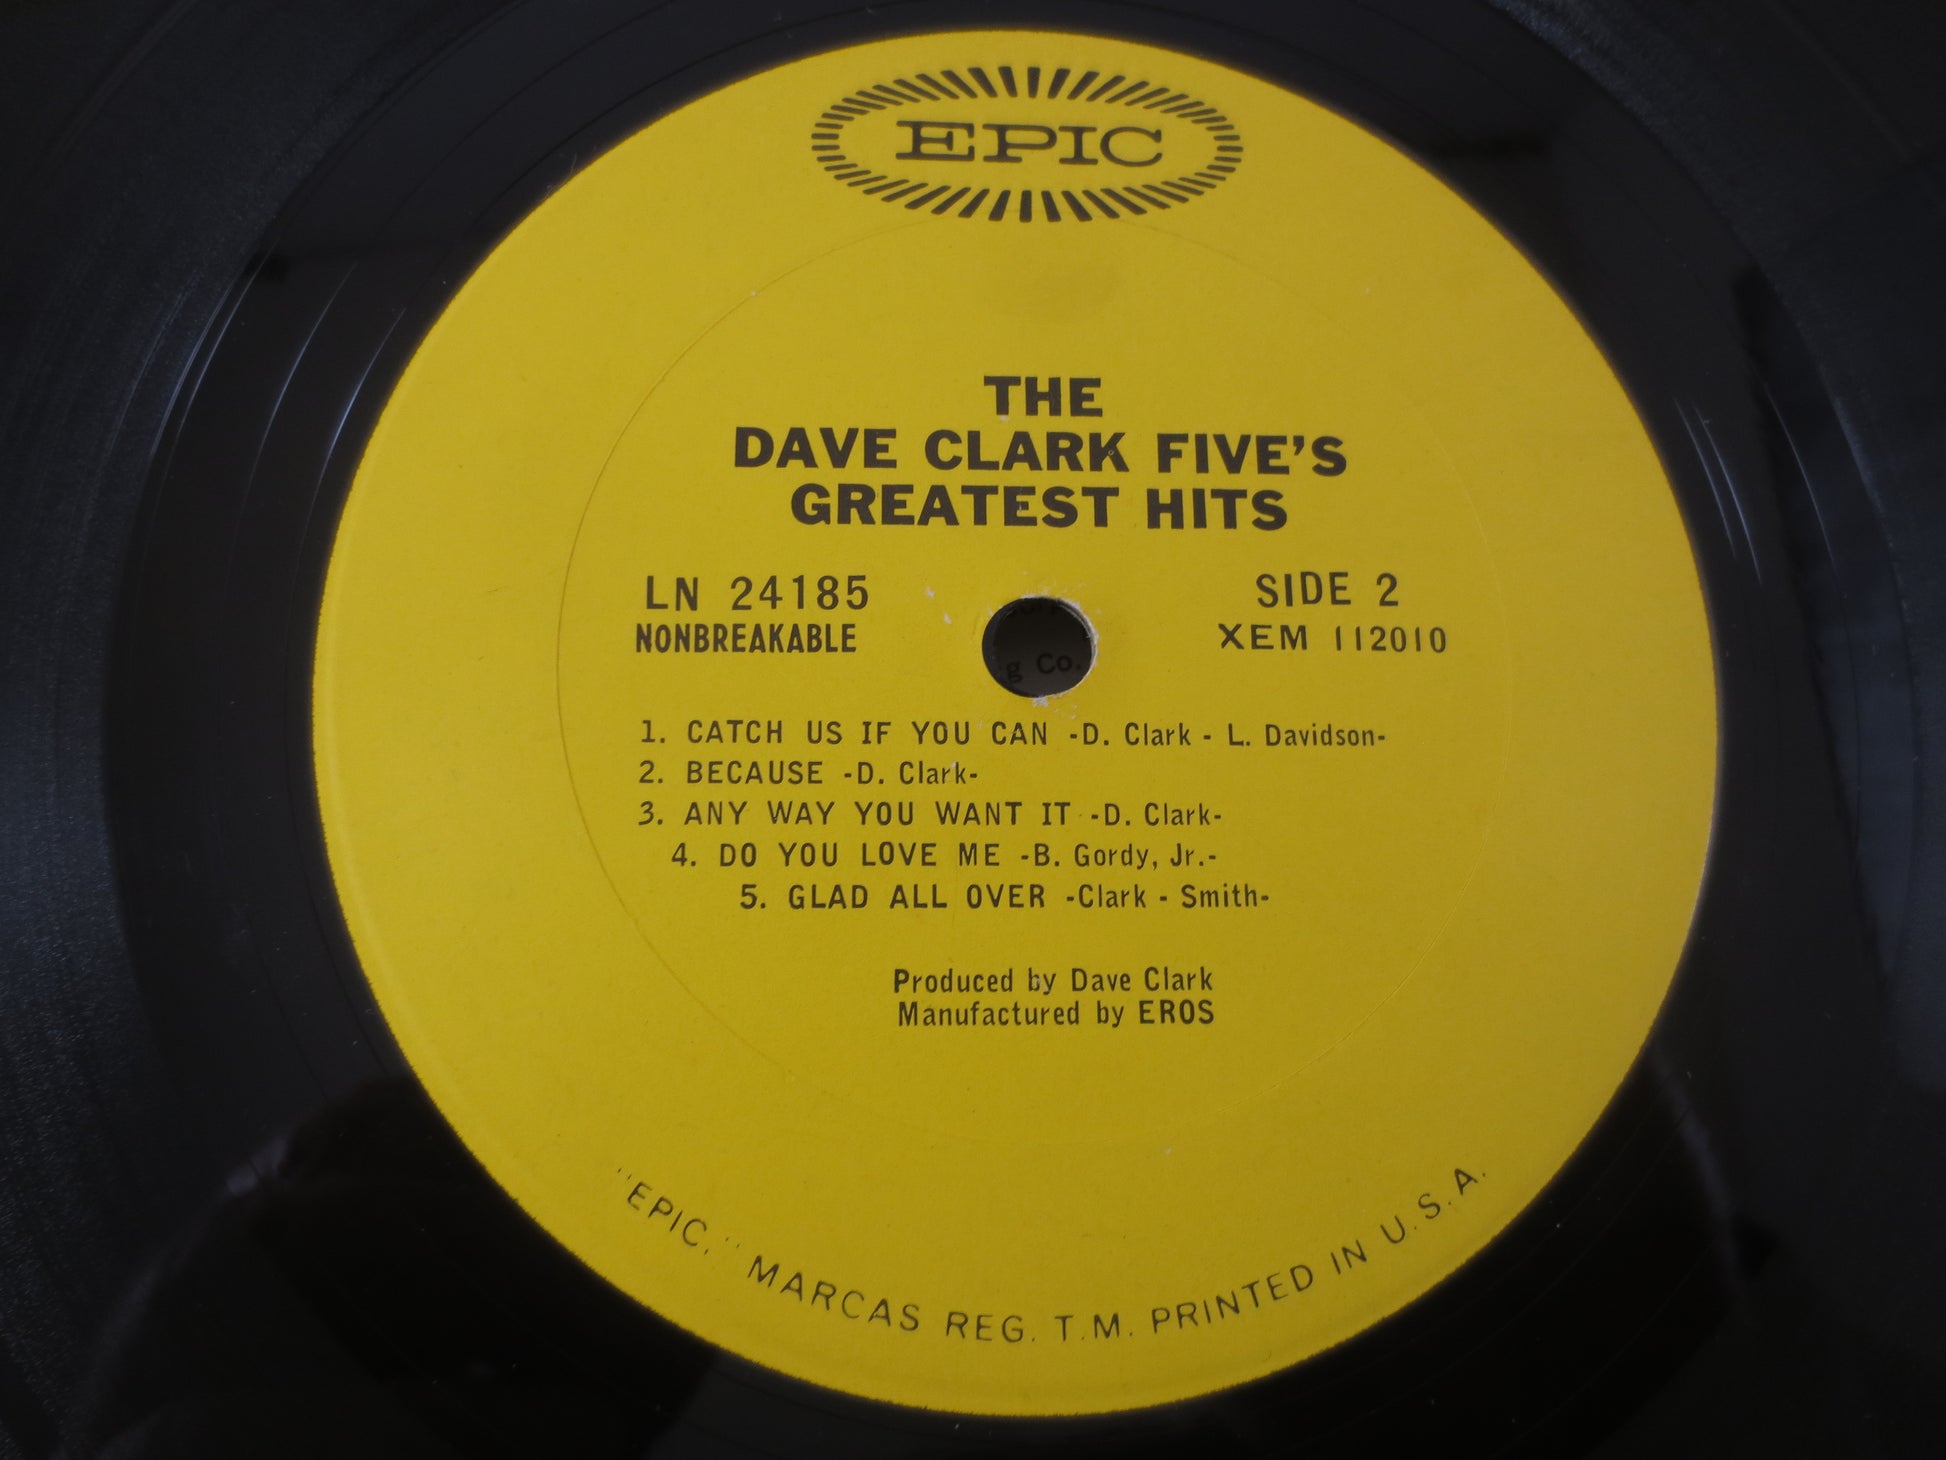 EPIC
THE
DAVE CLARK FIVE'S
GREATEST HITS
LN 24185
NONBREAKABLE
SIDE 2
XEM 112010
g Co.
1. CATCH US IF YOU CAN -D. Clark - L. Davidson-
2. BECAUSE -D. Clark-
3. ANY WAY YOU WANT IT -D. Clark-
4. DO YOU LOVE ME -B. Gordy, Jr.-
5. GLAD ALL OVER -Clark - Smith-
Produced by Dave Clark
Manufactured by EROS
"EPIC." MARCAS REG. T.M. PRINTED IN U.S.A.